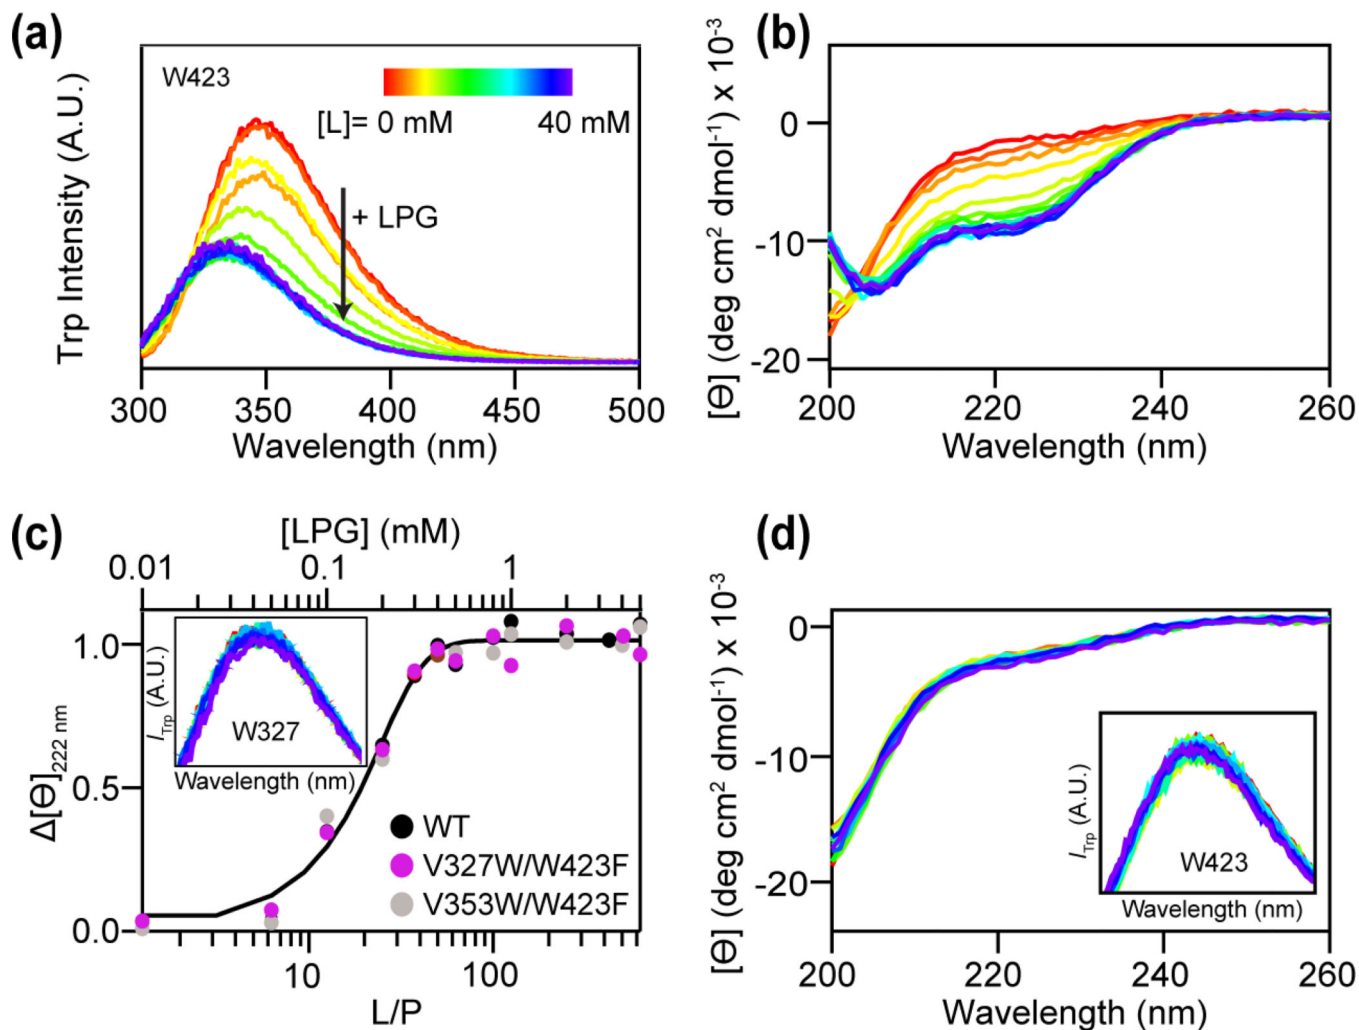 (a)
Trp Intensity (A.U.)
W423
[L]= 0 mM 40 mM
+ LPG
300 350 400 450 500
Wavelength (nm)
(b)
[Θ] (deg cm² dmol⁻¹) x 10⁻³
0
-10
-20
200 220 240 260
Wavelength (nm)
(c)
[LPG] (mM)
0.01 0.1 1
Δ[Θ]222 nm
1.0
0.5
0.0
ITrp (A.U.)
W327
Wavelength (nm)
WT
V327W/W423F
V353W/W423F
10 100
L/P
(d)
[Θ] (deg cm² dmol⁻¹) x 10⁻³
0
-10
-20
ITrp (A.U.)
W423
Wavelength (nm)
200 220 240 260
Wavelength (nm)